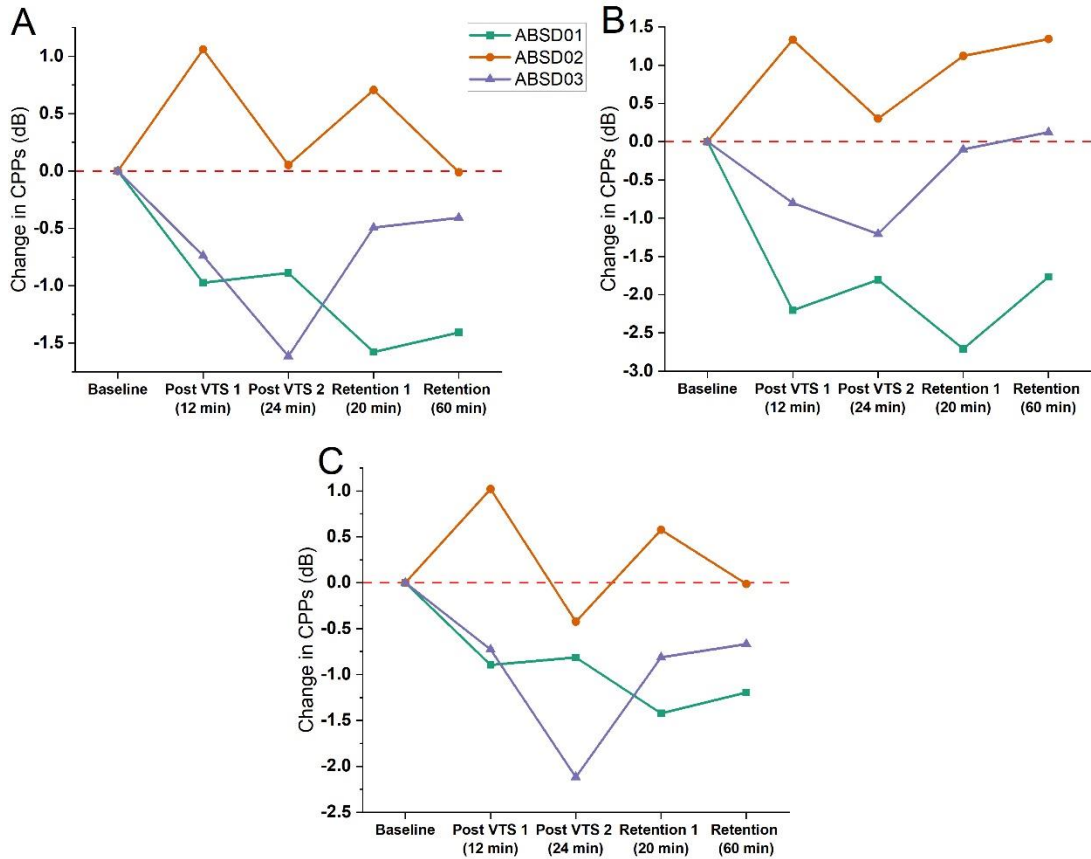 A
ABSD01
ABSD02
ABSD03
Change in CPPs (dB)
1.0
0.5
0.0
-0.5
-1.0
-1.5
Baseline
Post VTS 1
(12 min)
Post VTS 2
(24 min)
Retention 1
(20 min)
Retention
(60 min)
B
Change in CPPs (dB)
1.5
1.0
0.5
0.0
-0.5
-1.0
-1.5
-2.0
-2.5
-3.0
Baseline
Post VTS 1
(12 min)
Post VTS 2
(24 min)
Retention 1
(20 min)
Retention
(60 min)
C
Change in CPPs (dB)
1.0
0.5
0.0
-0.5
-1.0
-1.5
-2.0
-2.5
Baseline
Post VTS 1
(12 min)
Post VTS 2
(24 min)
Retention 1
(20 min)
Retention
(60 min)